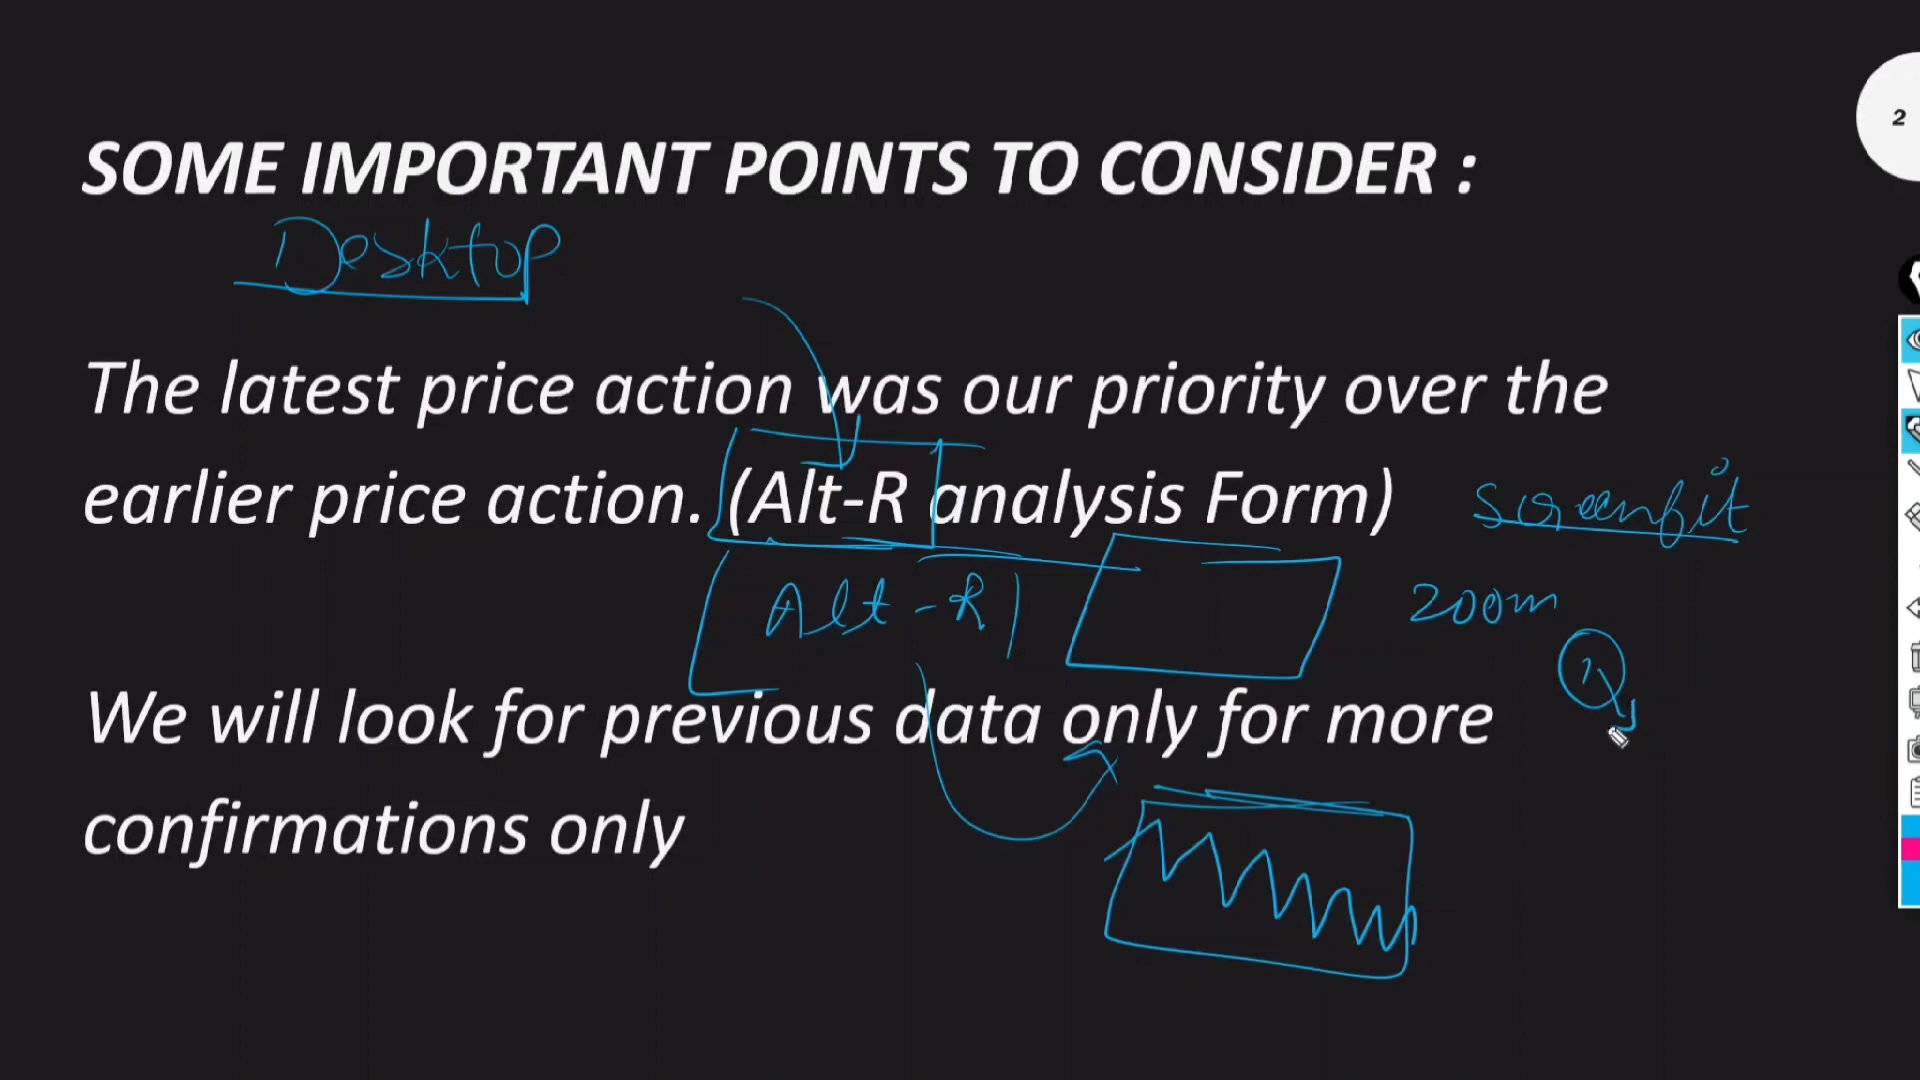 2
SOME IMPORTANT POINTS TO CONSIDER :
Desktop
The latest price action was our priority over the
earlier price action. (Alt-R analysis Form)
Screenfit
Alt-R
zoom
We will look for previous data only for more
confirmations only